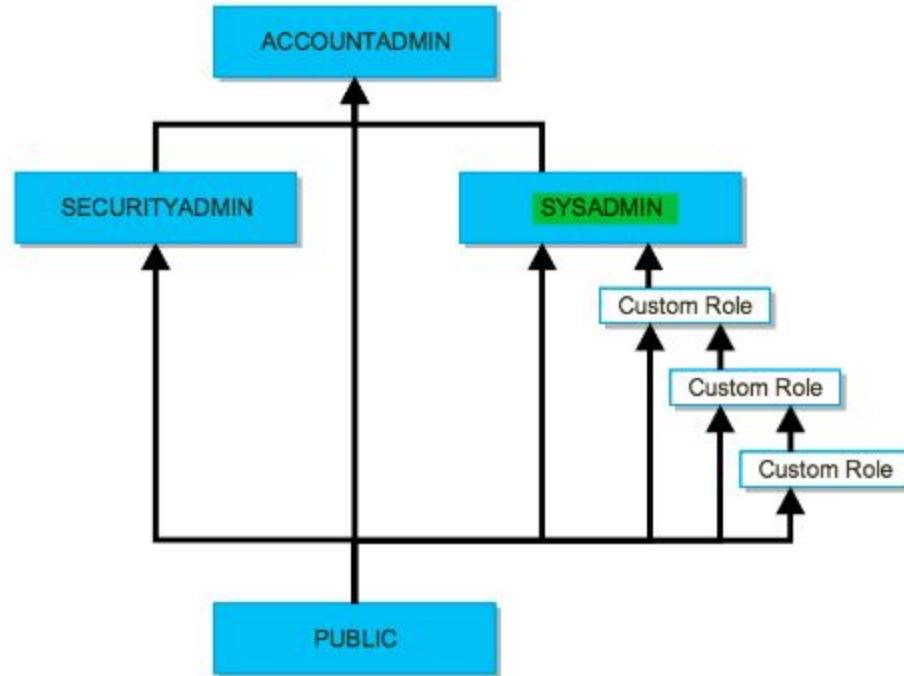 ACCOUNTADMIN
SECURITYADMIN
SYSADMIN
Custom Role
Custom Role
Custom Role
PUBLIC